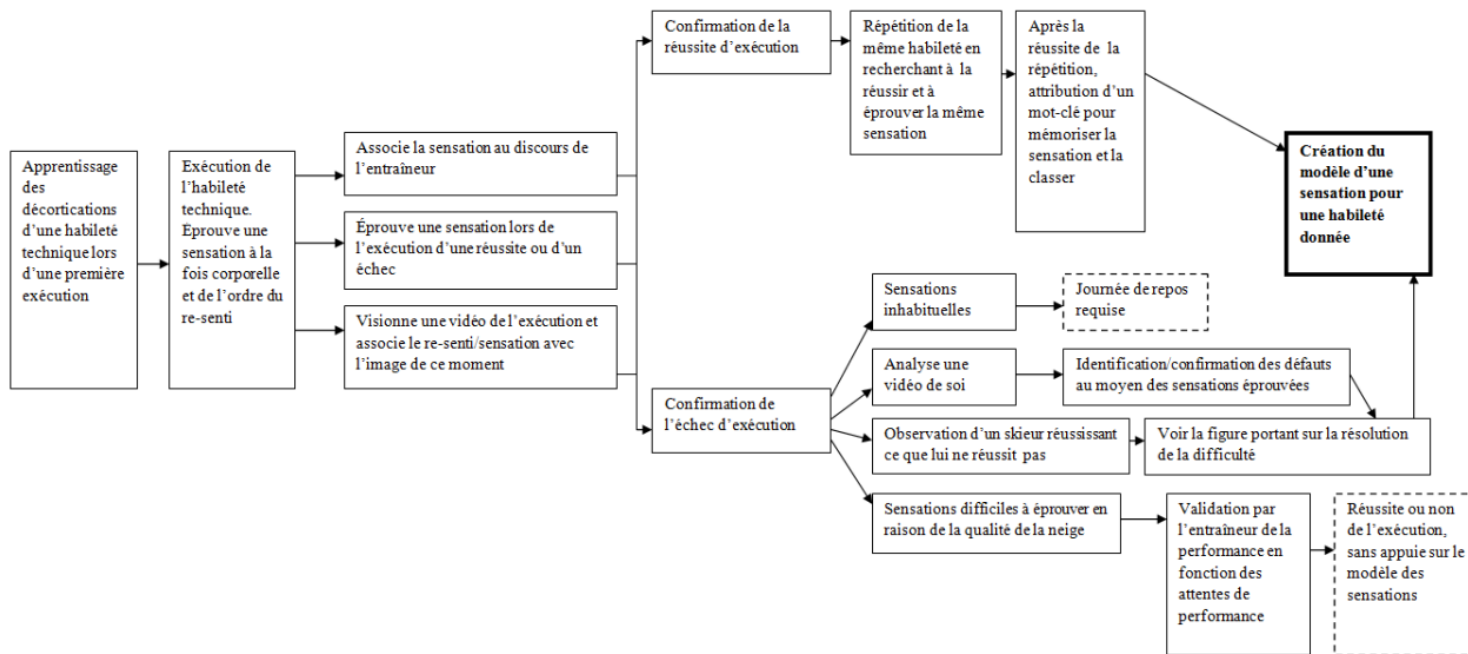 Apprentissage
des
décortications
d’une habileté
technique lors
d’une première
exécution
Exécution de
l’habileté
technique.
Éprouve une
sensation à la
fois corporelle
et de l’ordre du
re-senti
Associe la sensation au discours de
l’entraîneur
Éprouve une sensation lors de
l’exécution d’une réussite ou d’un
échec
Visionne une vidéo de l’exécution et
associe le re-senti/sensation avec
l’image de ce moment
Confirmation de la
réussite d’exécution
Répétition de la
même habileté en
recherchant à la
réussir et à
éprouver la même
sensation
Après la
réussite de la
répétition,
attribution d’un
mot-clé pour
mémoriser la
sensation et la
classer
Création du
modèle d’une
sensation pour
une habileté
donnée
Confirmation de
l’échec d’exécution
Sensations
inhabituelles
Journée de repos
requise
Analyse une
vidéo de soi
Identification/confirmation des défauts
au moyen des sensations éprouvées
Observation d’un skieur réussissant
ce que lui ne réussit pas
Voir la figure portant sur la résolution
de la difficulté
Sensations difficiles à éprouver en
raison de la qualité de la neige
Validation par
l’entraîneur de la
performance en
fonction des
attentes de
performance
Réussite ou non
de l’exécution,
sans appuie sur le
modèle des
sensations